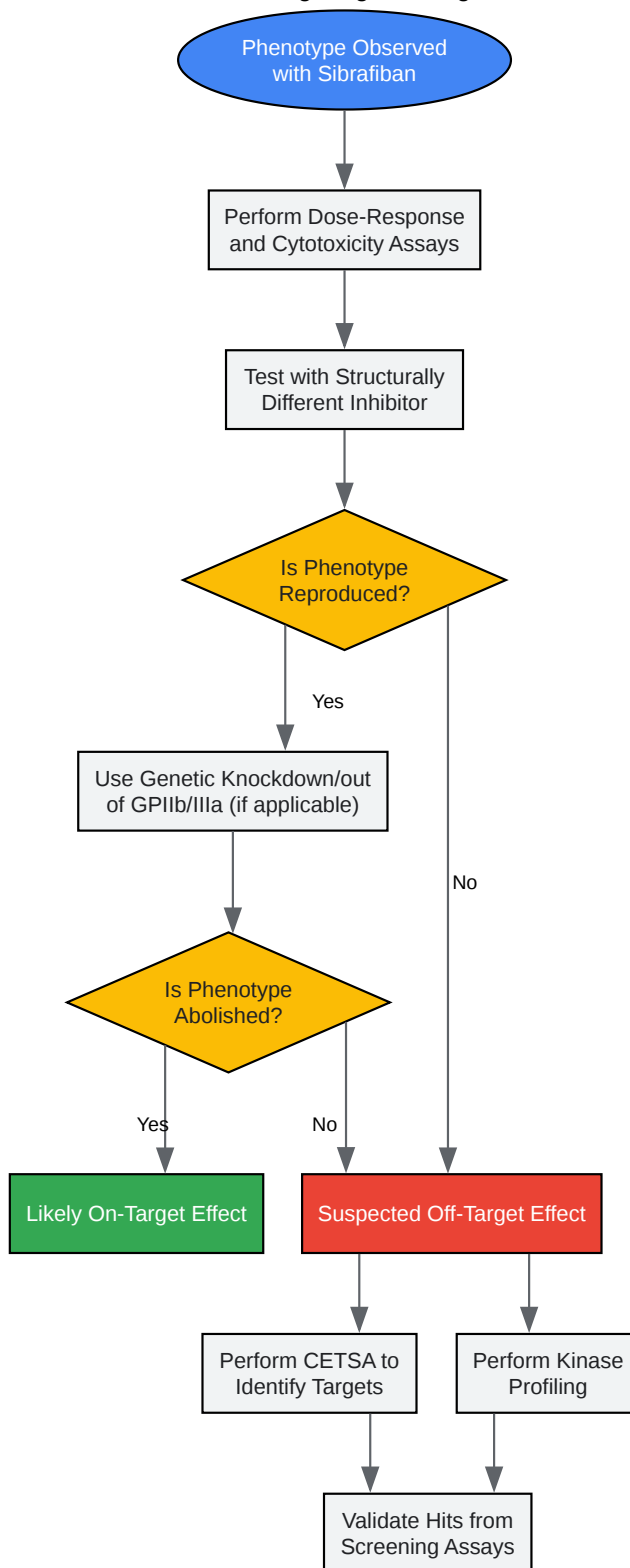 Phenotype Observed
with Sibrafiban
Perform Dose-Response
and Cytotoxicity Assays
Test with Structurally
Different Inhibitor
Is Phenotype
Reproduced?
Yes
Use Genetic Knockdown/out
of GPIIb/IIIa (if applicable)
No
Is Phenotype
Abolished?
Yes
No
Likely On-Target Effect
Suspected Off-Target Effect
Perform CETSA to
Identify Targets
Perform Kinase
Profiling
Validate Hits from
Screening Assays